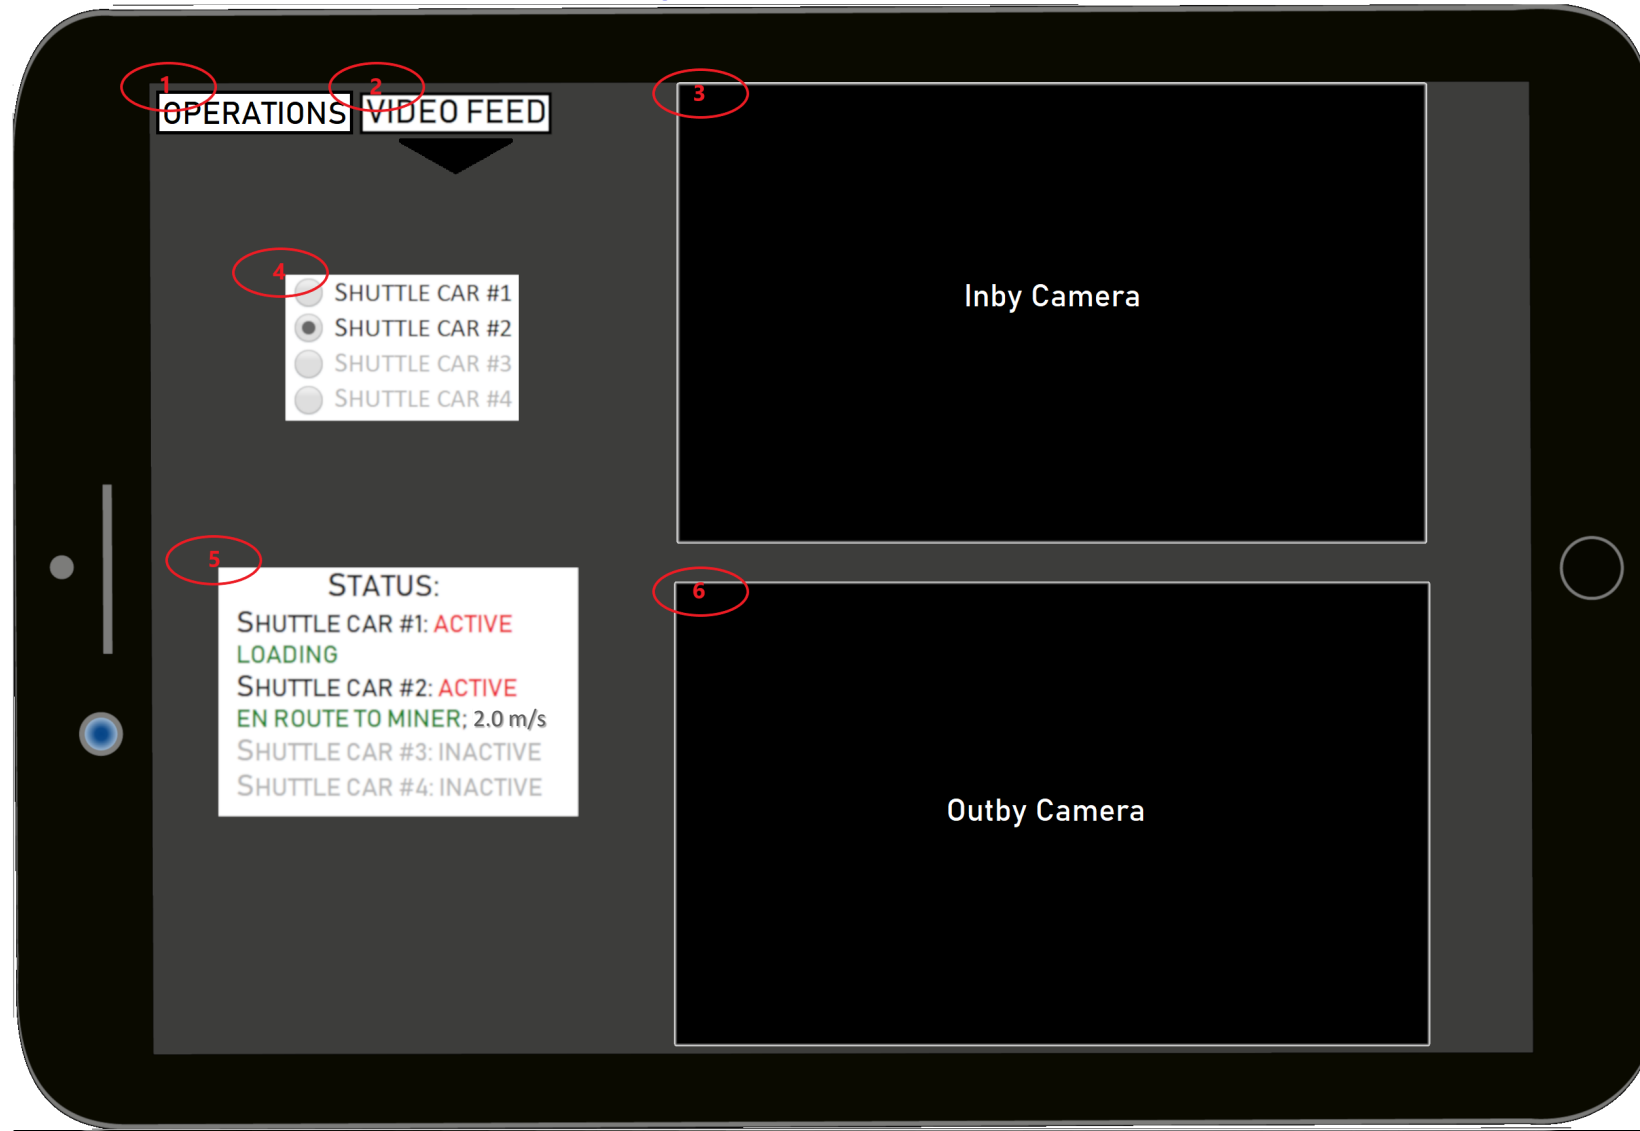 1
OPERATIONS
2
VIDEO FEED
3
Inby Camera
4
SHUTTLE CAR #1
SHUTTLE CAR #2
SHUTTLE CAR #3
SHUTTLE CAR #4
5
STATUS:
SHUTTLE CAR #1: ACTIVE
LOADING
SHUTTLE CAR #2: ACTIVE
EN ROUTE TO MINER; 2.0 m/s
SHUTTLE CAR #3: INACTIVE
SHUTTLE CAR #4: INACTIVE
6
Outby Camera